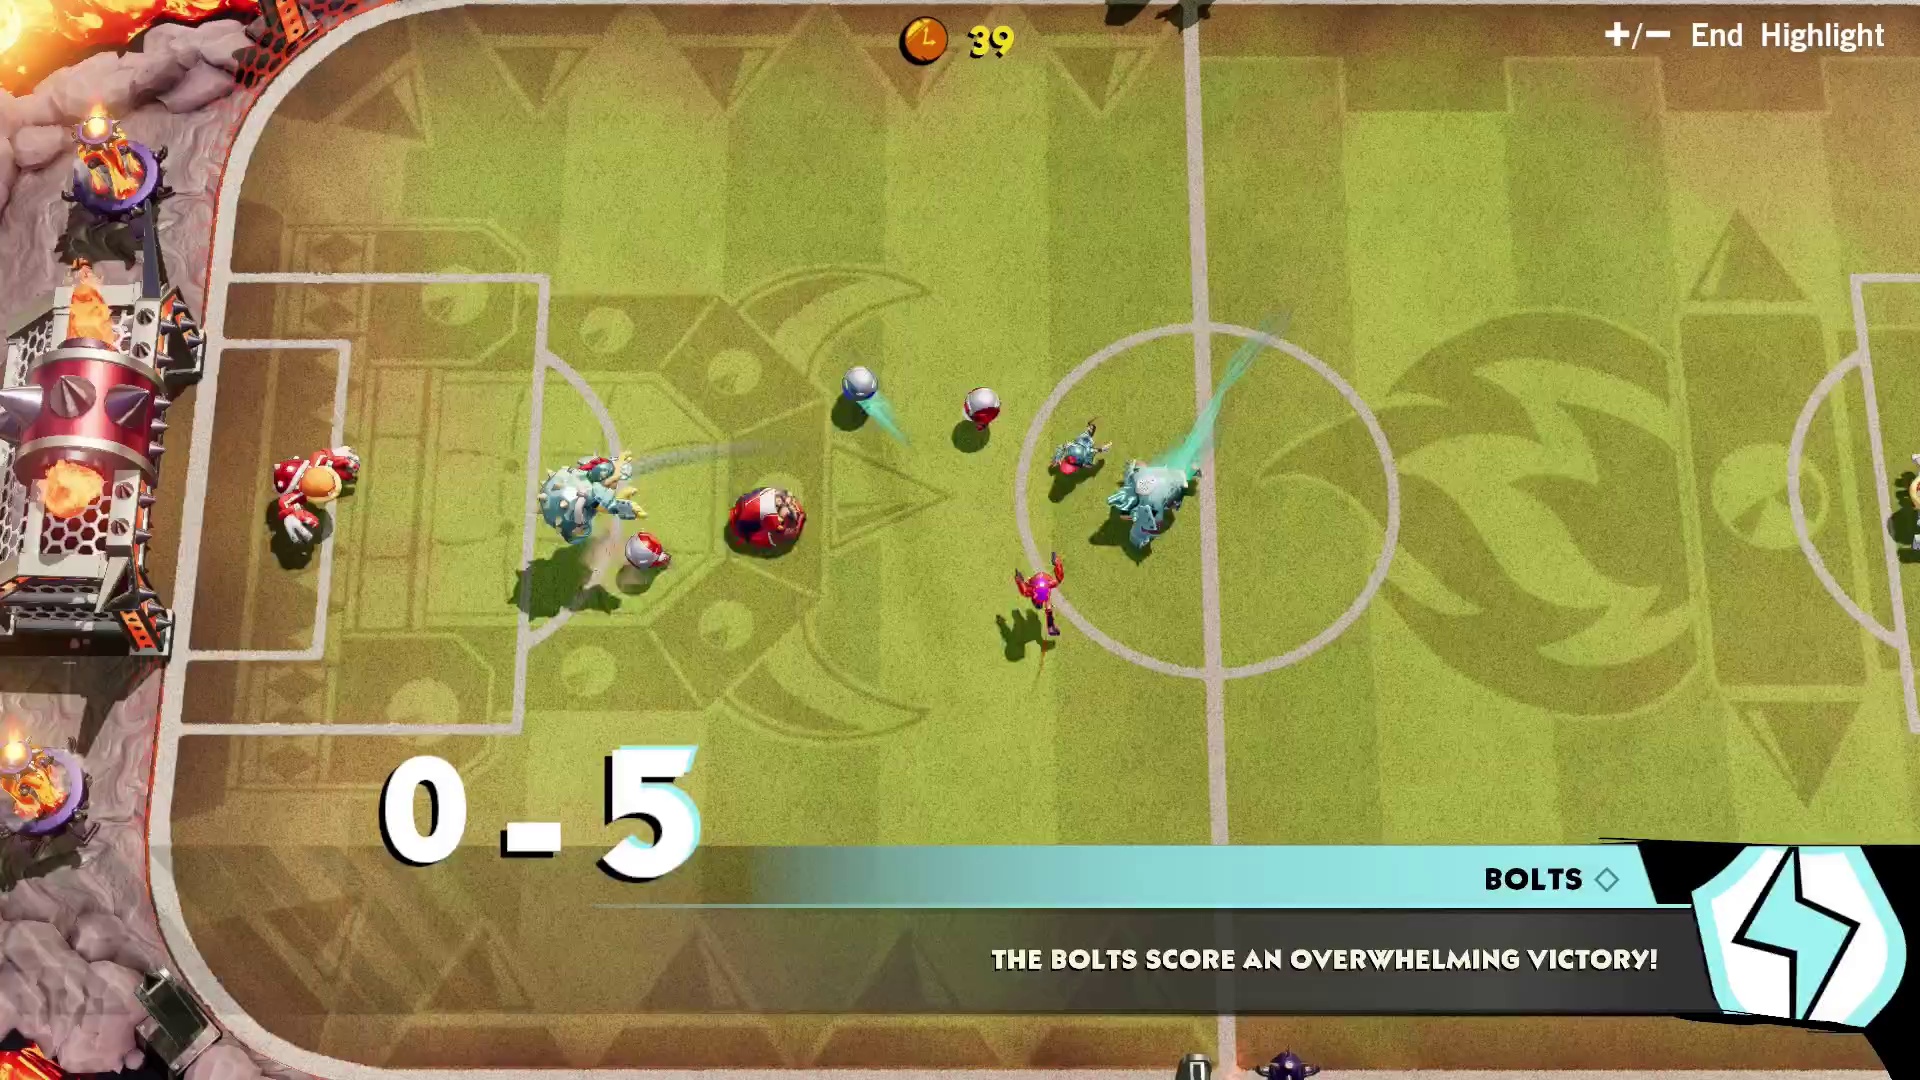 39
+/- End Highlight
0 - 5
BOLTS
THE BOLTS SCORE AN OVERWHELMING VICTORY!